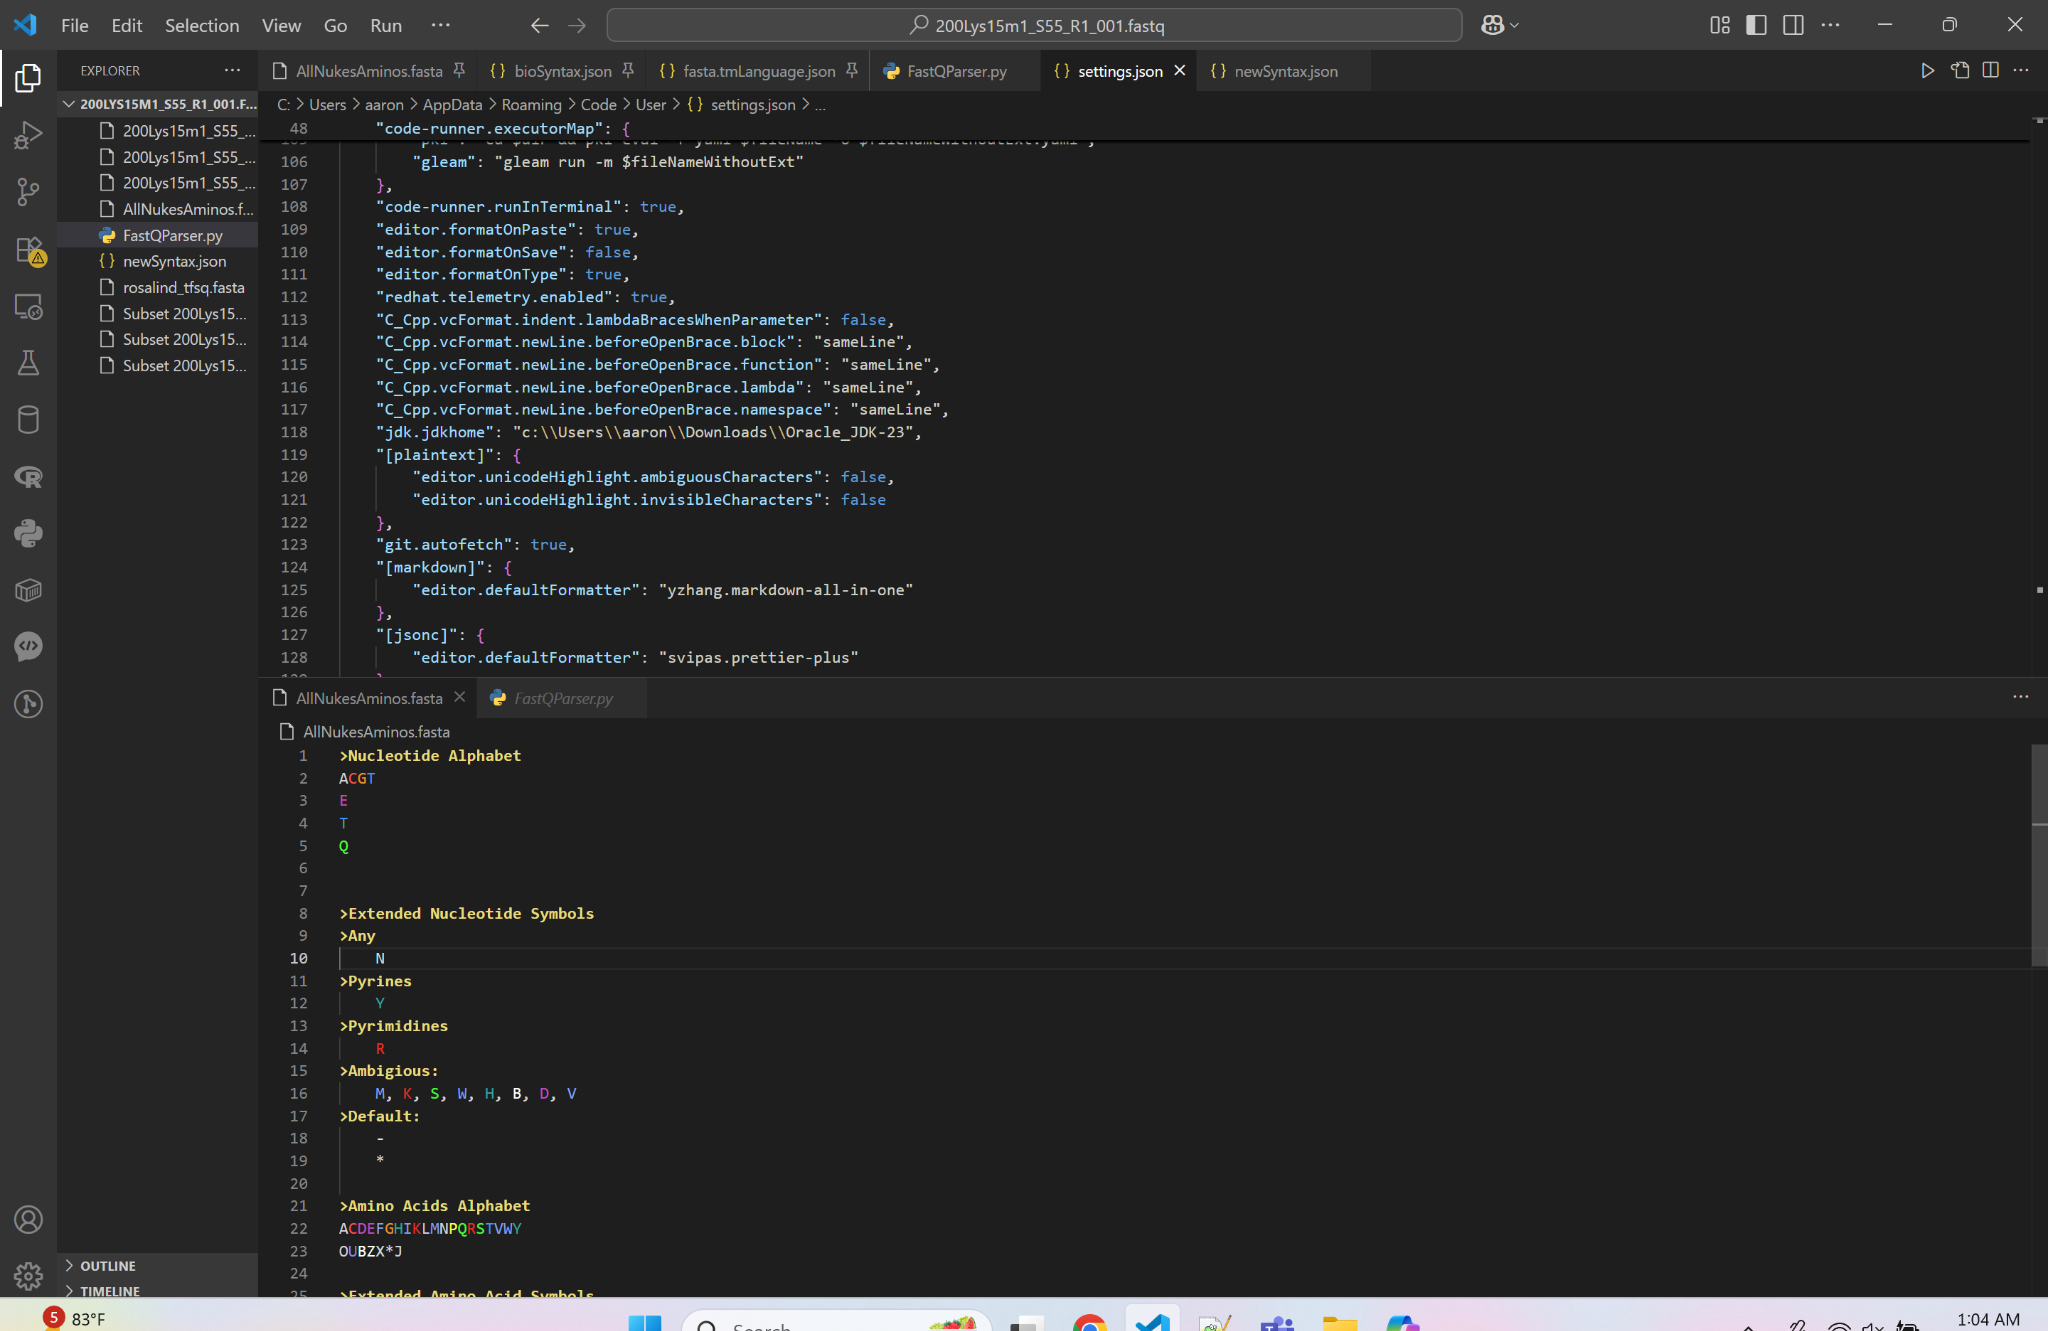 File Edit Selection View Go Run ··· 200Lys15m1_S55_R1_001.fastq
EXPLORER ···
200LYS15M1_S55_R1_001.F...
200Lys15m1_S55_...
200Lys15m1_S55_...
200Lys15m1_S55_...
AllNukesAminos.f...
FastQParser.py
{} newSyntax.json
rosalind_tfsq.fasta
Subset 200Lys15...
Subset 200Lys15...
Subset 200Lys15...
OUTLINE
TIMELINE
AllNukesAminos.fasta {} bioSyntax.json {} fasta.tmLanguage.json FastQParser.py {} settings.json {} newSyntax.json
C: > Users > aaron > AppData > Roaming > Code > User > {} settings.json > ...
48 "code-runner.executorMap": {
106 "gleam": "gleam run -m $fileNameWithoutExt"
107 },
108 "code-runner.runInTerminal": true,
109 "editor.formatOnPaste": true,
110 "editor.formatOnSave": false,
111 "editor.formatOnType": true,
112 "redhat.telemetry.enabled": true,
113 "C_Cpp.vcFormat.indent.lambdaBracesWhenParameter": false,
114 "C_Cpp.vcFormat.newLine.beforeOpenBrace.block": "sameLine",
115 "C_Cpp.vcFormat.newLine.beforeOpenBrace.function": "sameLine",
116 "C_Cpp.vcFormat.newLine.beforeOpenBrace.lambda": "sameLine",
117 "C_Cpp.vcFormat.newLine.beforeOpenBrace.namespace": "sameLine",
118 "jdk.jdkhome": "c:\\Users\\aaron\\Downloads\\Oracle_JDK-23",
119 "[plaintext]": {
120 "editor.unicodeHighlight.ambiguousCharacters": false,
121 "editor.unicodeHighlight.invisibleCharacters": false
122 },
123 "git.autofetch": true,
124 "[markdown]": {
125 "editor.defaultFormatter": "yzhang.markdown-all-in-one"
126 },
127 "[jsonc]": {
128 "editor.defaultFormatter": "svipas.prettier-plus"
AllNukesAminos.fasta FastQParser.py
AllNukesAminos.fasta
1 >Nucleotide Alphabet
2 ACGT
3 E
4 T
5 Q
6
7
8 >Extended Nucleotide Symbols
9 >Any
10 N
11 >Pyrines
12 Y
13 >Pyrimidines
14 R
15 >Ambigious:
16 M, K, S, W, H, B, D, V
17 >Default:
18 -
19 *
20
21 >Amino Acids Alphabet
22 ACDEFGHIKLMNPQRSTVWY
23 OUBZX*J
24
25 >Extended Amino Acid Symbols
5 83°F Search 1:04 AM